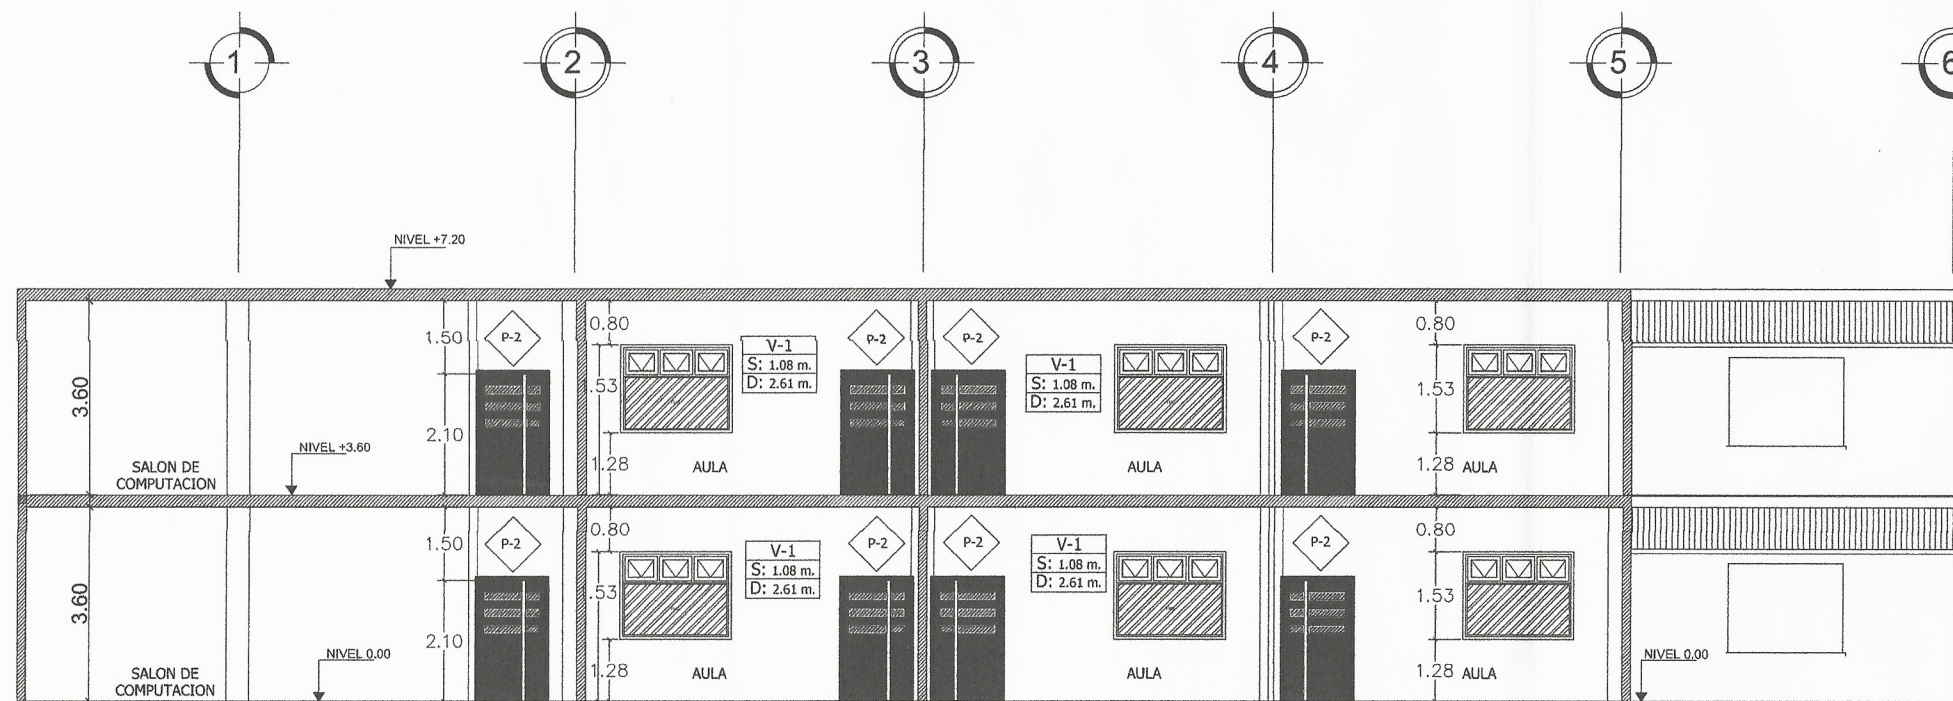 1
2
3
4
5
6
NIVEL +7.20
1.50
P-2
0.80
V-1
S: 1.08 m.
D: 2.61 m.
P-2
P-2
V-1
S: 1.08 m.
D: 2.61 m.
P-2
0.80
3.60
.53
1.53
2.10
NIVEL +3.60
SALON DE
COMPUTACION
1.28
AULA
AULA
1.28
AULA
1.50
P-2
0.80
V-1
S: 1.08 m.
D: 2.61 m.
P-2
P-2
V-1
S: 1.08 m.
D: 2.61 m.
P-2
0.80
3.60
.53
1.53
2.10
NIVEL 0.00
SALON DE
COMPUTACION
1.28
AULA
AULA
1.28
AULA
NIVEL 0.00